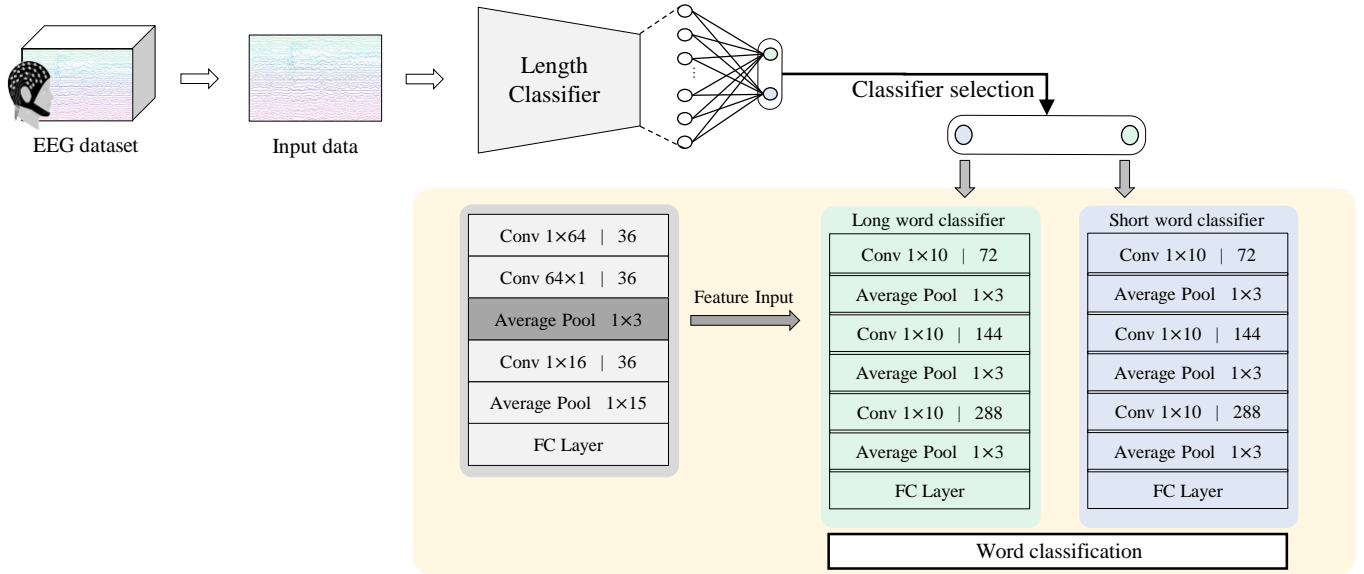 EEG dataset
Input data
Length
Classifier
Classifier selection
Conv 1×64 | 36
Conv 64×1 | 36
Average Pool 1×3
Conv 1×16 | 36
Average Pool 1×15
FC Layer
Feature Input
Long word classifier
Conv 1×10 | 72
Average Pool 1×3
Conv 1×10 | 144
Average Pool 1×3
Conv 1×10 | 288
Average Pool 1×3
FC Layer
Short word classifier
Conv 1×10 | 72
Average Pool 1×3
Conv 1×10 | 144
Average Pool 1×3
Conv 1×10 | 288
Average Pool 1×3
FC Layer
Word classification